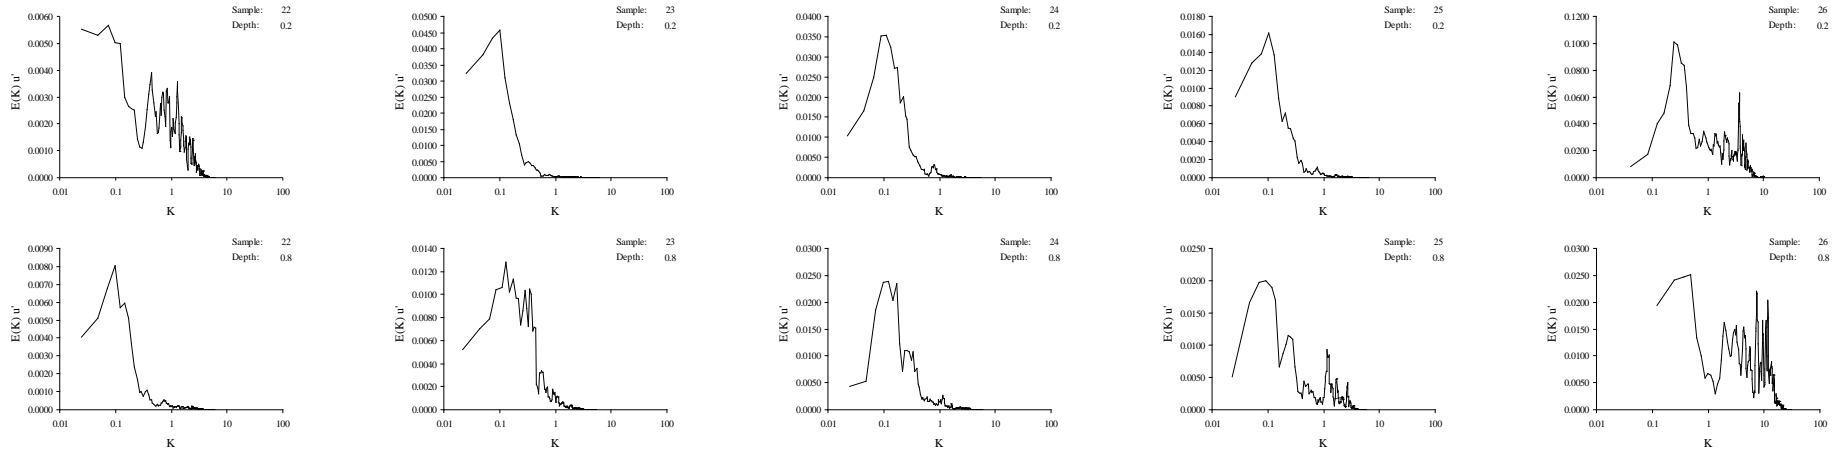 Sample: 22
Depth: 0.2
0.0060
0.0050
0.0040
0.0030
0.0020
0.0010
0.0000
E(K) u'
0.01 0.1 1 10 100
K
Sample: 23
Depth: 0.2
0.0500
0.0450
0.0400
0.0350
0.0300
0.0250
0.0200
0.0150
0.0100
0.0050
0.0000
E(K) u'
0.01 0.1 1 10 100
K
Sample: 24
Depth: 0.2
0.0400
0.0350
0.0300
0.0250
0.0200
0.0150
0.0100
0.0050
0.0000
E(K) u'
0.01 0.1 1 10 100
K
Sample: 25
Depth: 0.2
0.0180
0.0160
0.0140
0.0120
0.0100
0.0080
0.0060
0.0040
0.0020
0.0000
E(K) u'
0.01 0.1 1 10 100
K
Sample: 26
Depth: 0.2
0.1200
0.1000
0.0800
0.0600
0.0400
0.0200
0.0000
E(K) u'
0.01 0.1 1 10 100
K
Sample: 22
Depth: 0.8
0.0090
0.0080
0.0070
0.0060
0.0050
0.0040
0.0030
0.0020
0.0010
0.0000
E(K) u'
0.01 0.1 1 10 100
K
Sample: 23
Depth: 0.8
0.0140
0.0120
0.0100
0.0080
0.0060
0.0040
0.0020
0.0000
E(K) u'
0.01 0.1 1 10 100
K
Sample: 24
Depth: 0.8
0.0300
0.0250
0.0200
0.0150
0.0100
0.0050
0.0000
E(K) u'
0.01 0.1 1 10 100
K
Sample: 25
Depth: 0.8
0.0250
0.0200
0.0150
0.0100
0.0050
0.0000
E(K) u'
0.01 0.1 1 10 100
K
Sample: 26
Depth: 0.8
0.0300
0.0250
0.0200
0.0150
0.0100
0.0050
0.0000
E(K) u'
0.01 0.1 1 10 100
K